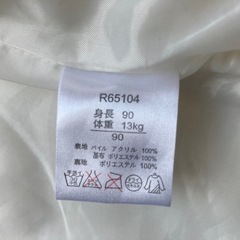 R65104
身長 90
体重 13kg
90
表地 パイル アクリル 100%
基布 ポリエステル 100%
裏地 ポリエステル 100%